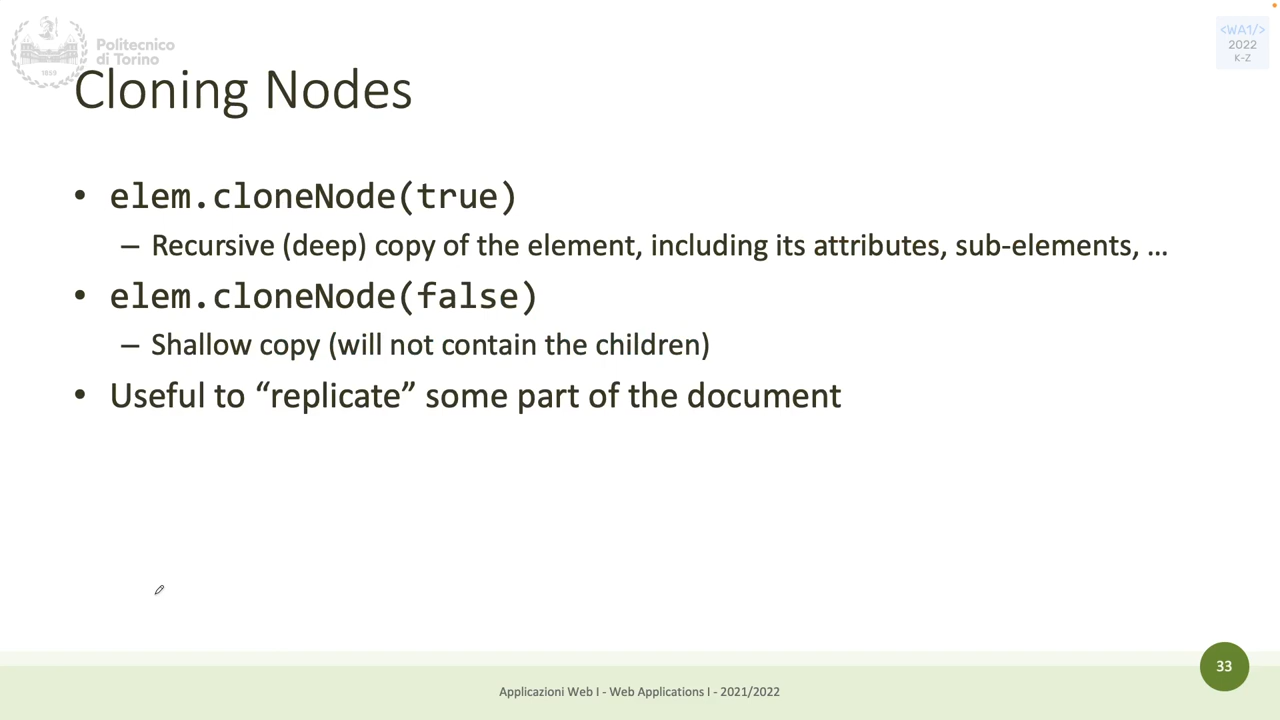 Politecnico
di Torino
1859
<WA1/>
2022
K-Z
Cloning Nodes
• elem.cloneNode(true)
– Recursive (deep) copy of the element, including its attributes, sub-elements, …
• elem.cloneNode(false)
– Shallow copy (will not contain the children)
• Useful to “replicate” some part of the document
33
Applicazioni Web I - Web Applications I - 2021/2022